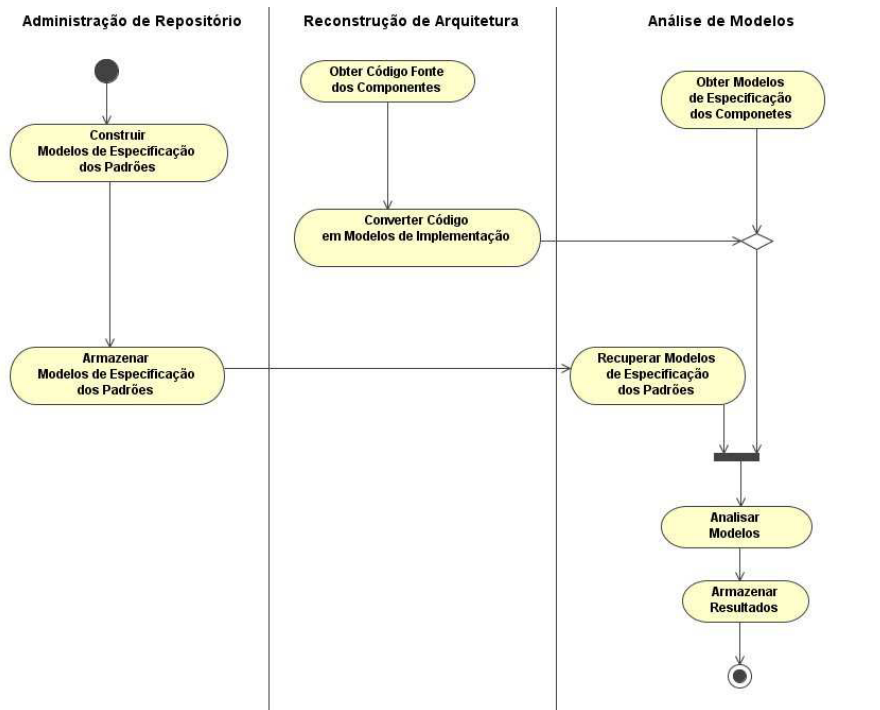 Administração de Repositório
Reconstrução de Arquitetura
Análise de Modelos
Construir
Modelos de Especificação
dos Padrões
Obter Código Fonte
dos Componentes
Obter Modelos
de Especificação
dos Componetes
Converter Código
em Modelos de Implementação
Armazenar
Modelos de Especificação
dos Padrões
Recuperar Modelos
de Especificação
dos Padrões
Analisar
Modelos
Armazenar
Resultados